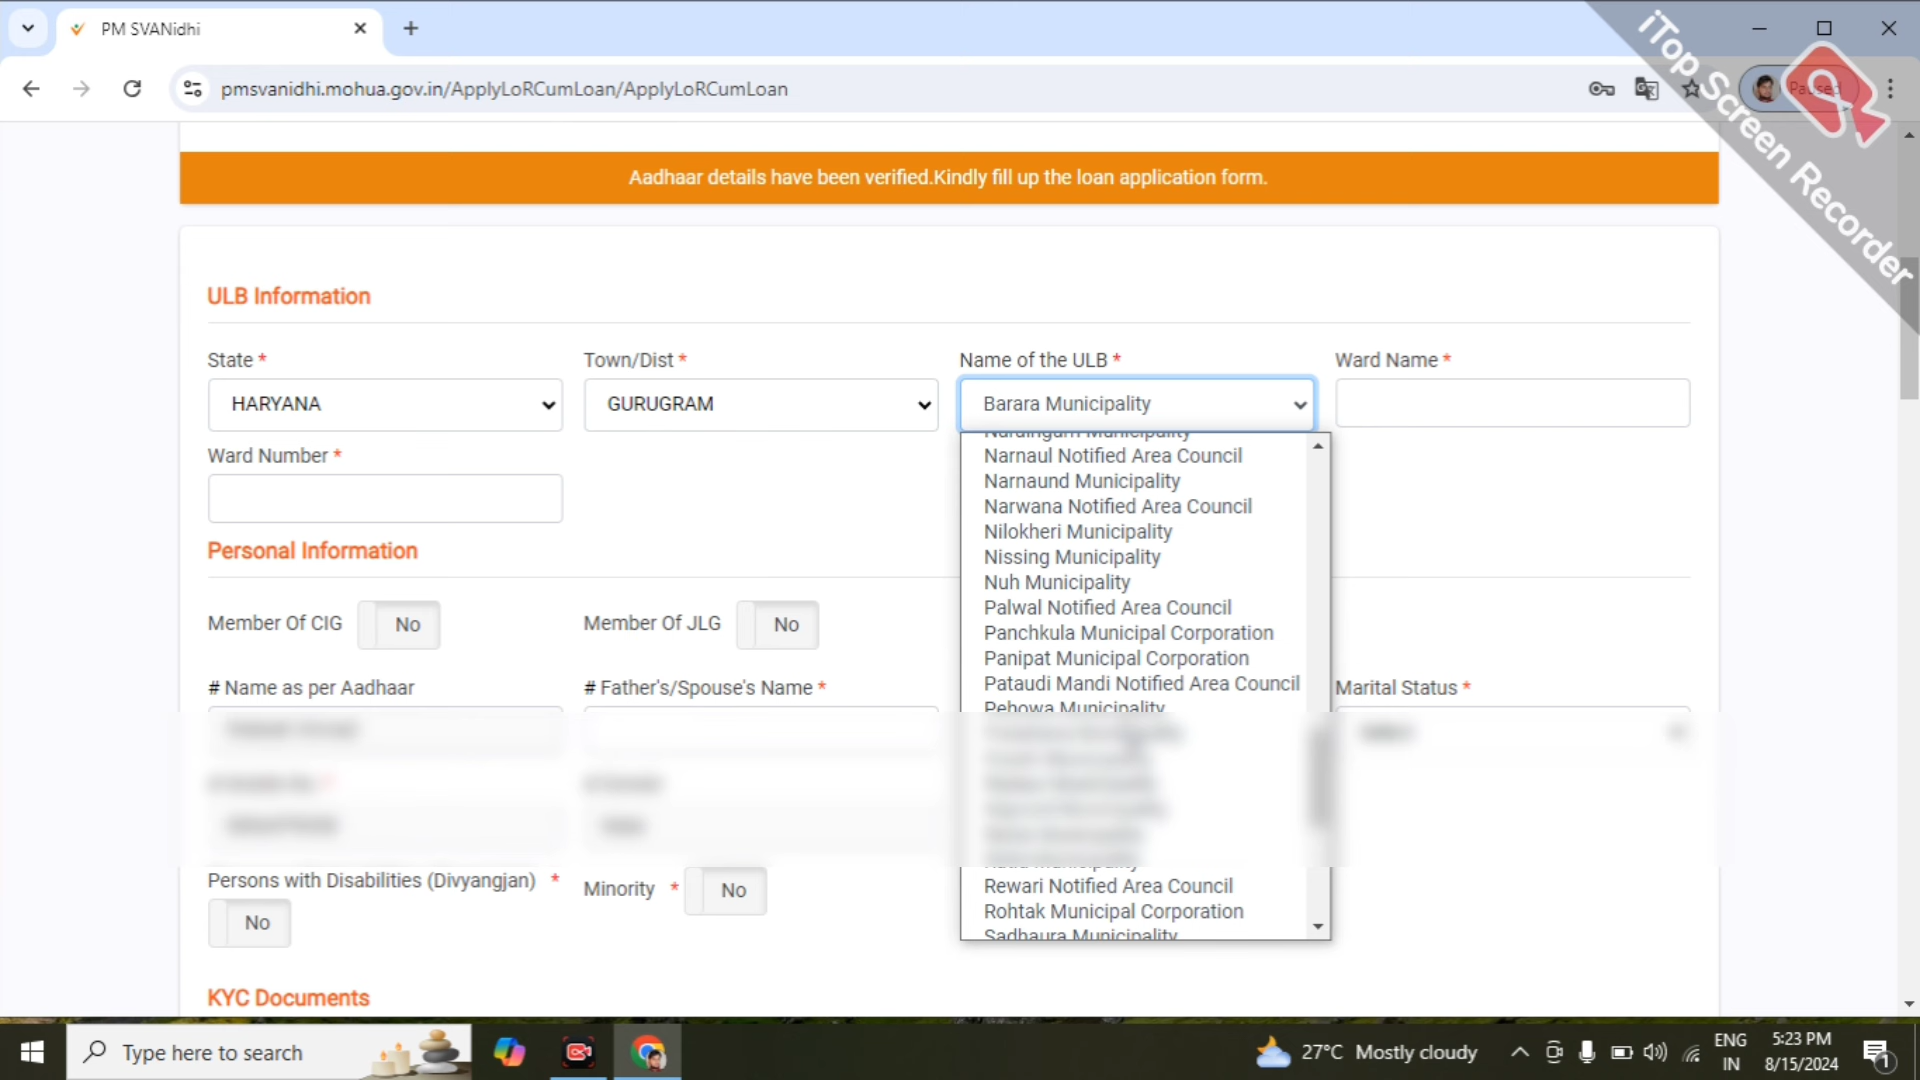 PM SVANidhi
pmsvanidhi.mohua.gov.in/ApplyLoRCumLoan/ApplyLoRCumLoan
Paused
iTop Screen Recorder
Aadhaar details have been verified.Kindly fill up the loan application form.
ULB Information
State *
Town/Dist *
Name of the ULB *
Ward Name *
HARYANA
GURUGRAM
Barara Municipality
Ward Number *
Naraingarh Municipality
Narnaul Notified Area Council
Narnaund Municipality
Narwana Notified Area Council
Nilokheri Municipality
Nissing Municipality
Nuh Municipality
Palwal Notified Area Council
Panchkula Municipal Corporation
Panipat Municipal Corporation
Pataudi Mandi Notified Area Council
Pehowa Municipality
Rewari Notified Area Council
Rohtak Municipal Corporation
Sadhaura Municipality
Personal Information
Member Of CIG No
Member Of JLG No
# Name as per Aadhaar
# Father's/Spouse's Name *
Marital Status *
Persons with Disabilities (Divyangjan) *
No
Minority * No
KYC Documents
Type here to search
27°C Mostly cloudy
ENG
IN
5:23 PM
8/15/2024
1